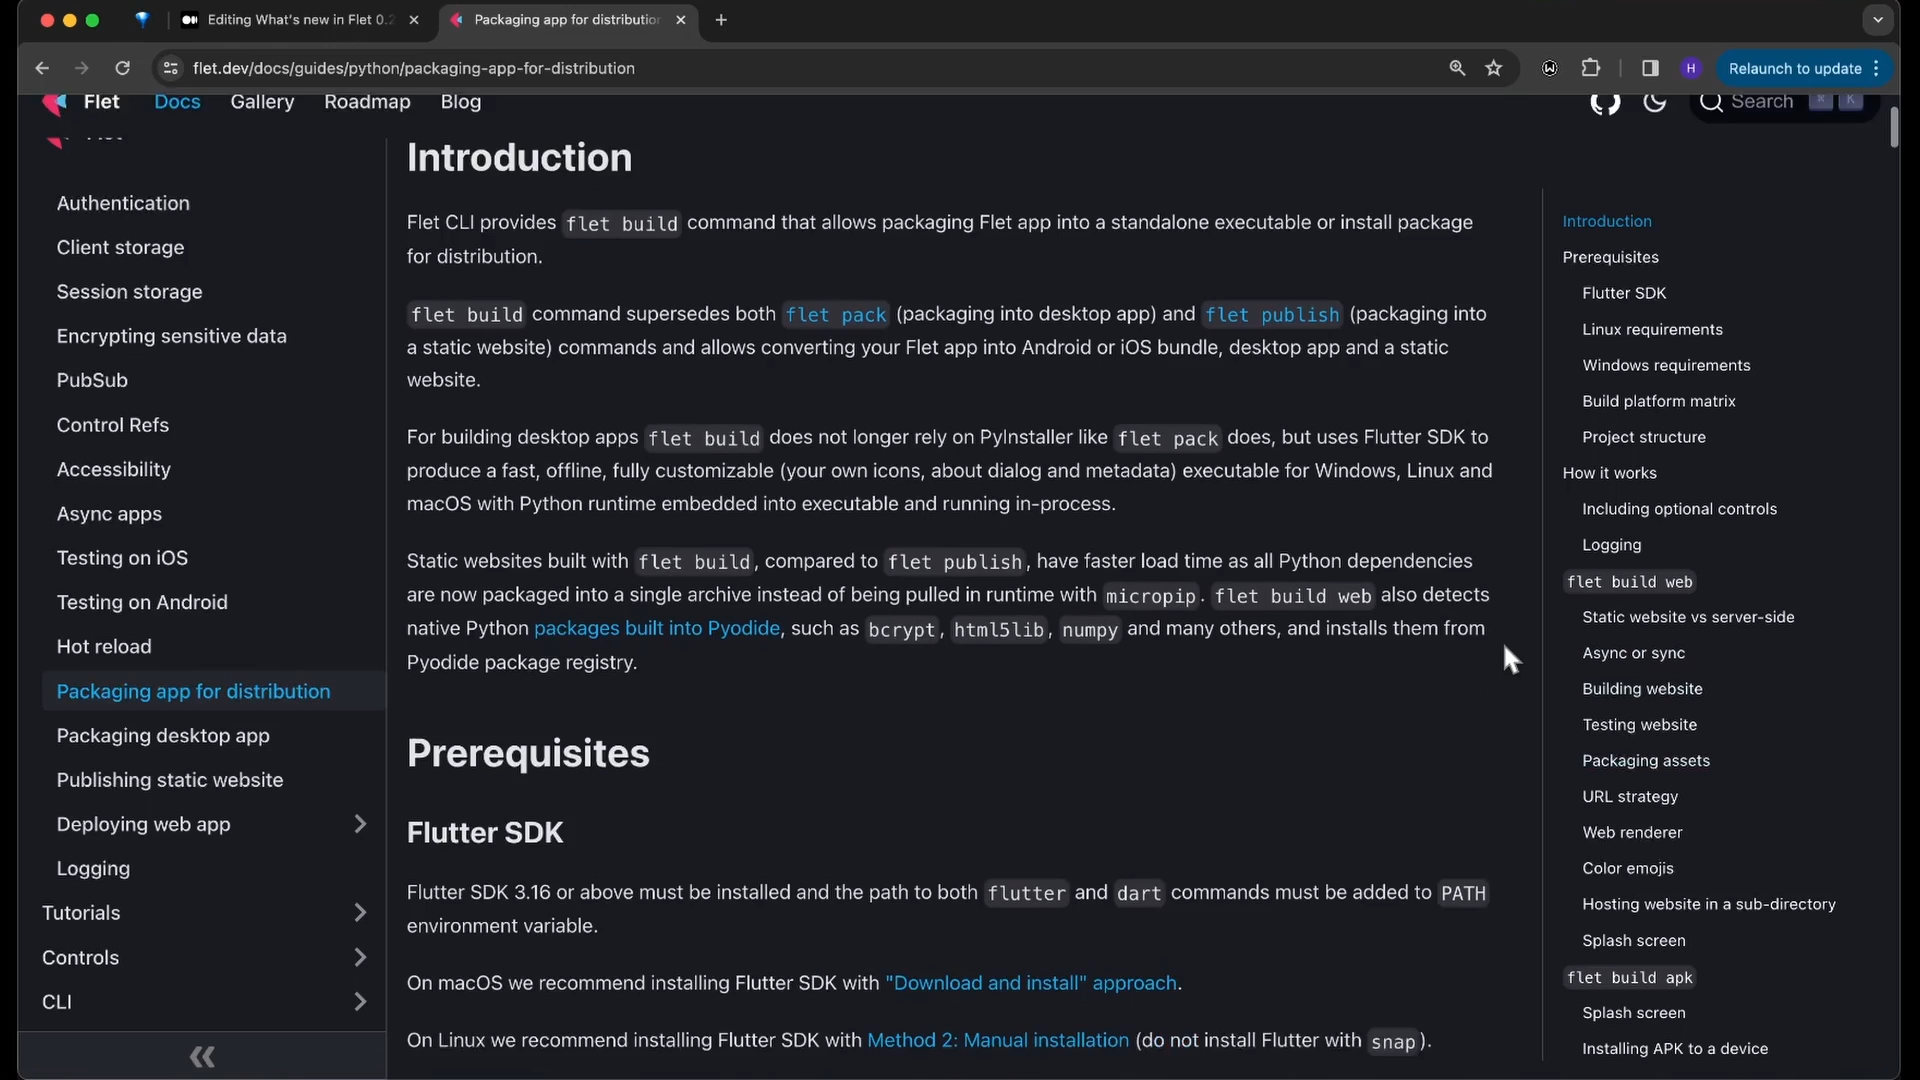 Editing What's new in Flet 0.2
Packaging app for distributio
flet.dev/docs/guides/python/packaging-app-for-distribution
H
Relaunch to update
Flet
Docs
Gallery
Roadmap
Blog
Search
K
Authentication
Client storage
Session storage
Encrypting sensitive data
PubSub
Control Refs
Accessibility
Async apps
Testing on iOS
Testing on Android
Hot reload
Packaging app for distribution
Packaging desktop app
Publishing static website
Deploying web app
Logging
Tutorials
Controls
CLI
Introduction
Flet CLI provides flet build command that allows packaging Flet app into a standalone executable or install package
for distribution.
flet build command supersedes both flet pack (packaging into desktop app) and flet publish (packaging into
a static website) commands and allows converting your Flet app into Android or iOS bundle, desktop app and a static
website.
For building desktop apps flet build does not longer rely on PyInstaller like flet pack does, but uses Flutter SDK to
produce a fast, offline, fully customizable (your own icons, about dialog and metadata) executable for Windows, Linux and
macOS with Python runtime embedded into executable and running in-process.
Static websites built with flet build, compared to flet publish, have faster load time as all Python dependencies
are now packaged into a single archive instead of being pulled in runtime with micropip. flet build web also detects
native Python packages built into Pyodide, such as bcrypt, html5lib, numpy and many others, and installs them from
Pyodide package registry.
Prerequisites
Flutter SDK
Flutter SDK 3.16 or above must be installed and the path to both flutter and dart commands must be added to PATH
environment variable.
On macOS we recommend installing Flutter SDK with "Download and install" approach.
On Linux we recommend installing Flutter SDK with Method 2: Manual installation (do not install Flutter with snap).
Introduction
Prerequisites
Flutter SDK
Linux requirements
Windows requirements
Build platform matrix
Project structure
How it works
Including optional controls
Logging
flet build web
Static website vs server-side
Async or sync
Building website
Testing website
Packaging assets
URL strategy
Web renderer
Color emojis
Hosting website in a sub-directory
Splash screen
flet build apk
Splash screen
Installing APK to a device